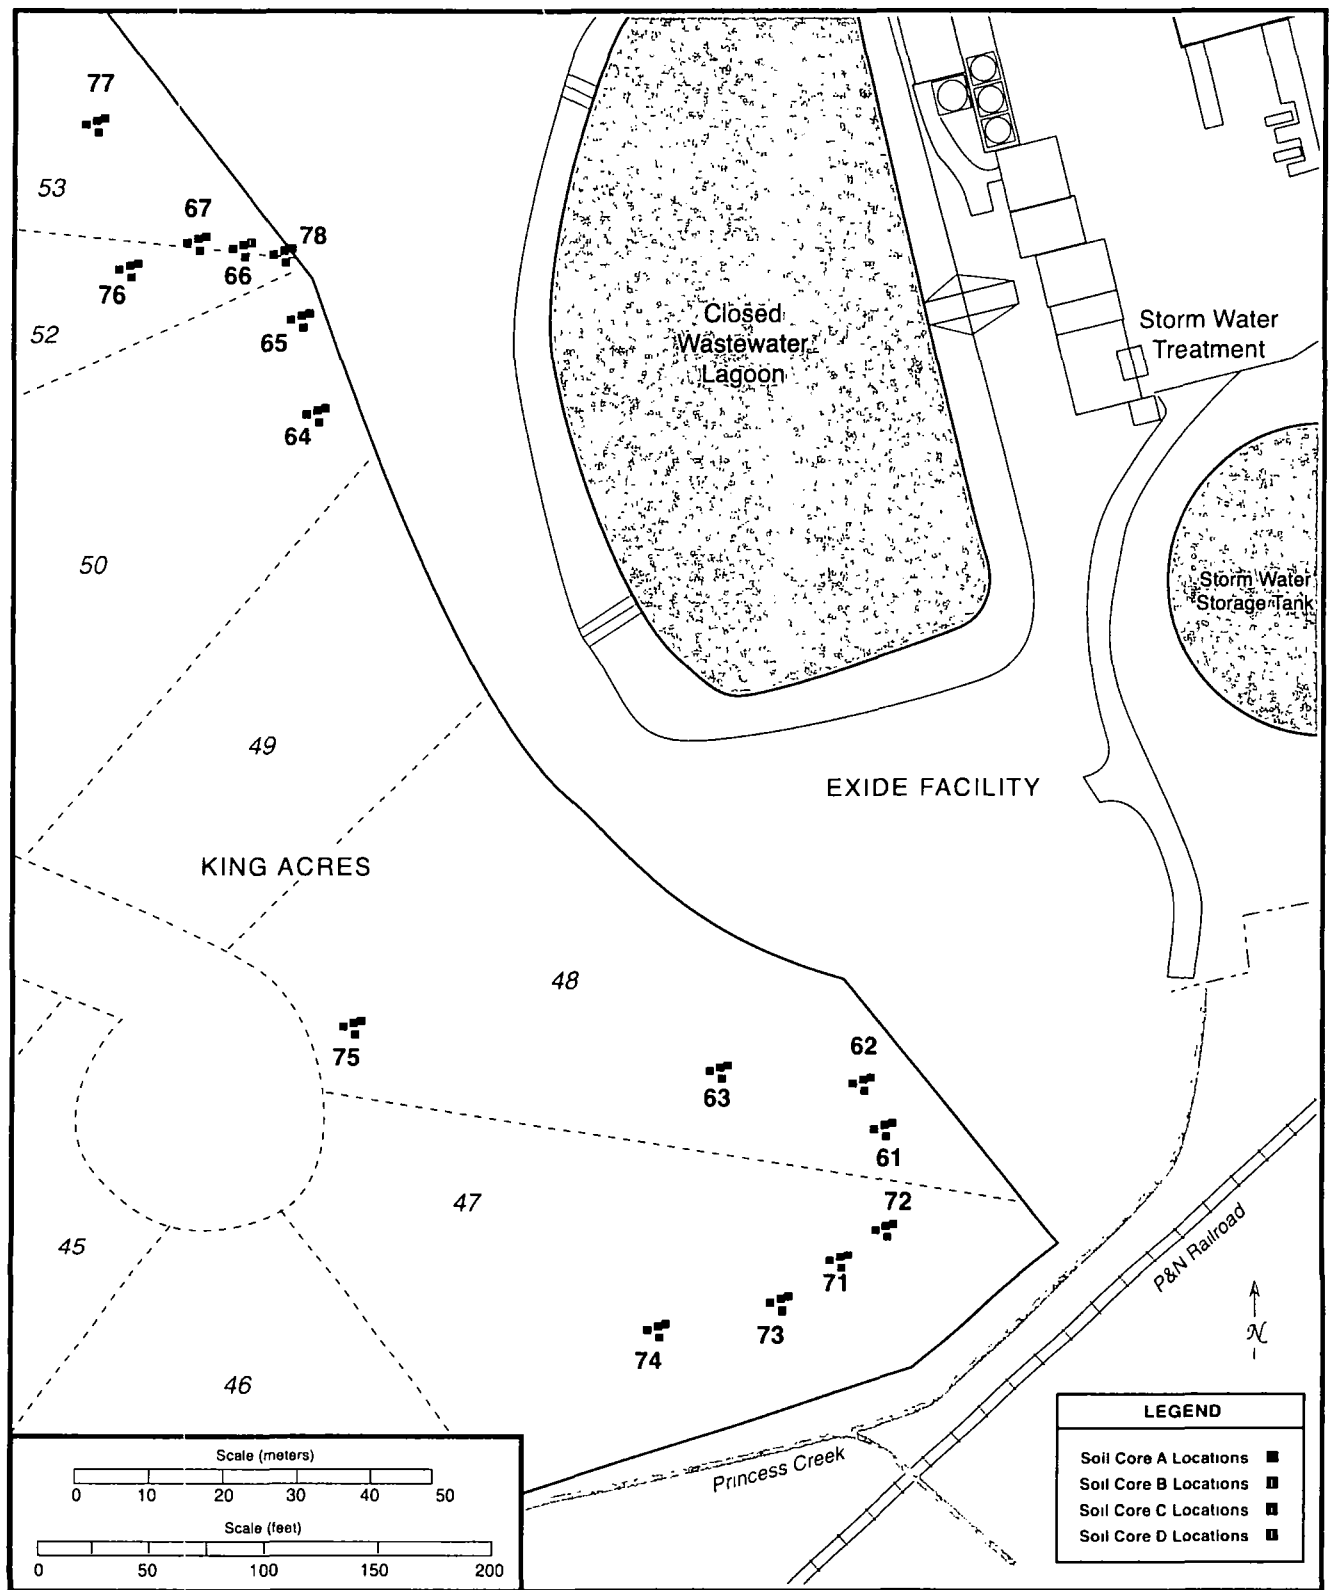 77
53
67
78
66
76
52
65
64
Closed
Wastewater
Lagoon
Storm Water
Treatment
50
Storm Water
Storage Tank
49
EXIDE FACILITY
KING ACRES
48
75
63
62
61
47
72
45
71
73
74
P&N Railroad
N
46
Princess Creek
Scale (meters)
0 10 20 30 40 50
Scale (feet)
0 50 100 150 200
LEGEND
Soil Core A Locations
Soil Core B Locations
Soil Core C Locations
Soil Core D Locations